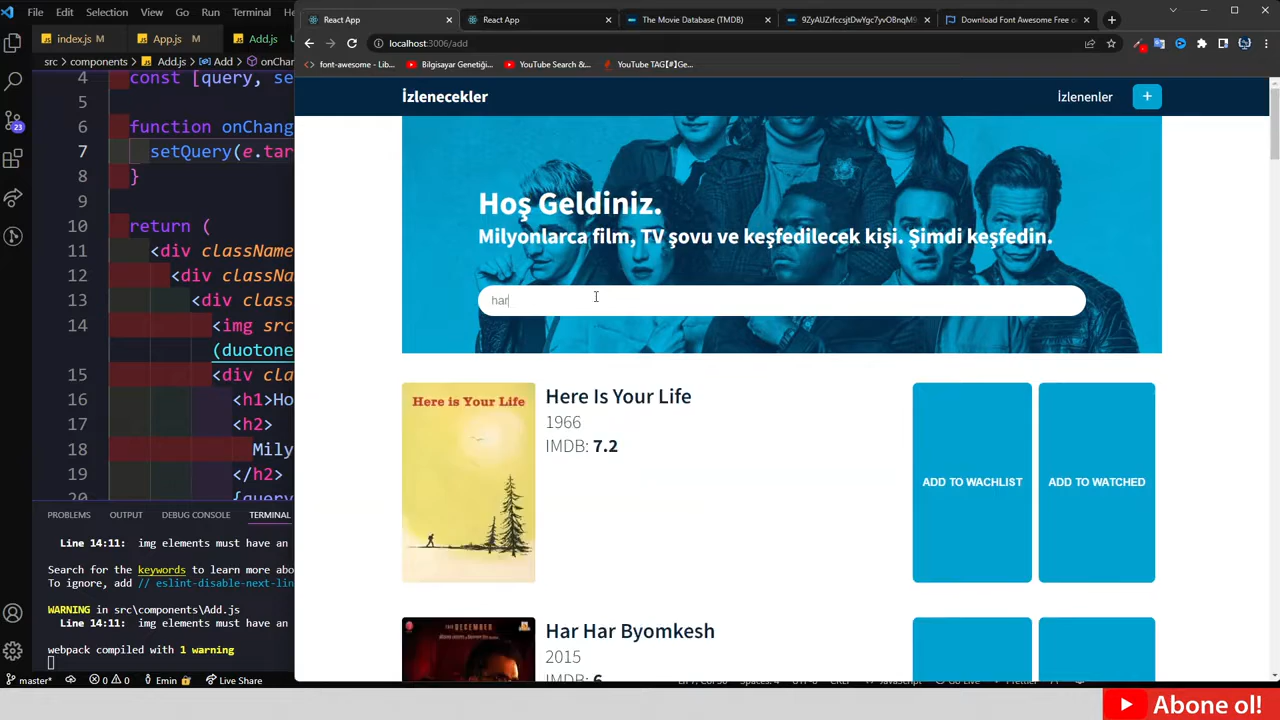 File Edit Selection View Go Run Terminal
React App
React App
The Movie Database (TMDB)
9ZyAUZrfccsjtDwYgc7yvO8nqM9
Download Font Awesome Free o
index.js M
App.js M
Add.js
localhost:3006/add
src > components > Add.js > Add > onChan
font-awesome - Lib...
Bilgisayar Genetiği...
YouTube Search &...
YouTube TAG【#】Ge...
İzlenecekler
İzlenenler +
4 const [query, se
5
6 function onChang
7 setQuery(e.tar
8 }
9
10 return (
11 <div className
12 <div classNa
13 <div class
14 <img src
(duotone
15 <div cla
16 <h1>Ho
17 <h2>
18 Mily
19 </h2>
20 {query
Hoş Geldiniz.
Milyonlarca film, TV şovu ve keşfedilecek kişi. Şimdi keşfedin.
har
Here is Your Life
Here Is Your Life
1966
IMDB: 7.2
ADD TO WACHLIST
ADD TO WATCHED
Har Har Byomkesh
2015
IMDB: 6
PROBLEMS OUTPUT DEBUG CONSOLE TERMINAL
Line 14:11: img elements must have an
Search for the keywords to learn more abo
To ignore, add // eslint-disable-next-lin
WARNING in src\components\Add.js
Line 14:11: img elements must have an
webpack compiled with 1 warning
master* 0 0 Emin Live Share
23
Abone ol!